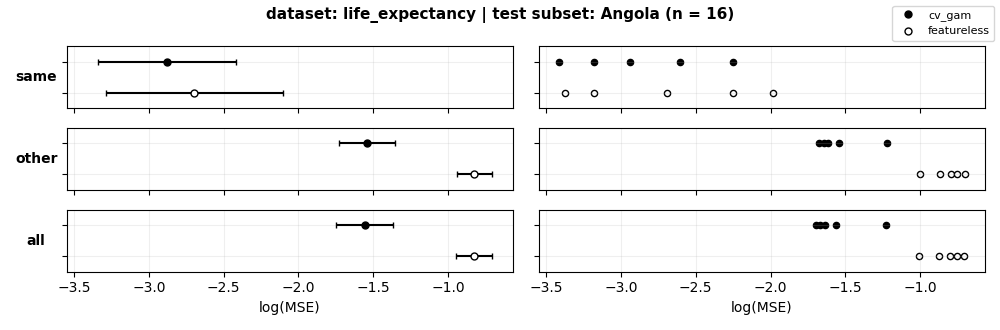 dataset: life_expectancy | test subset: Angola (n = 16)
cv_gam
featureless
same
other
all
−3.5 −3.0 −2.5 −2.0 −1.5 −1.0
log(MSE)
−3.5 −3.0 −2.5 −2.0 −1.5 −1.0
log(MSE)